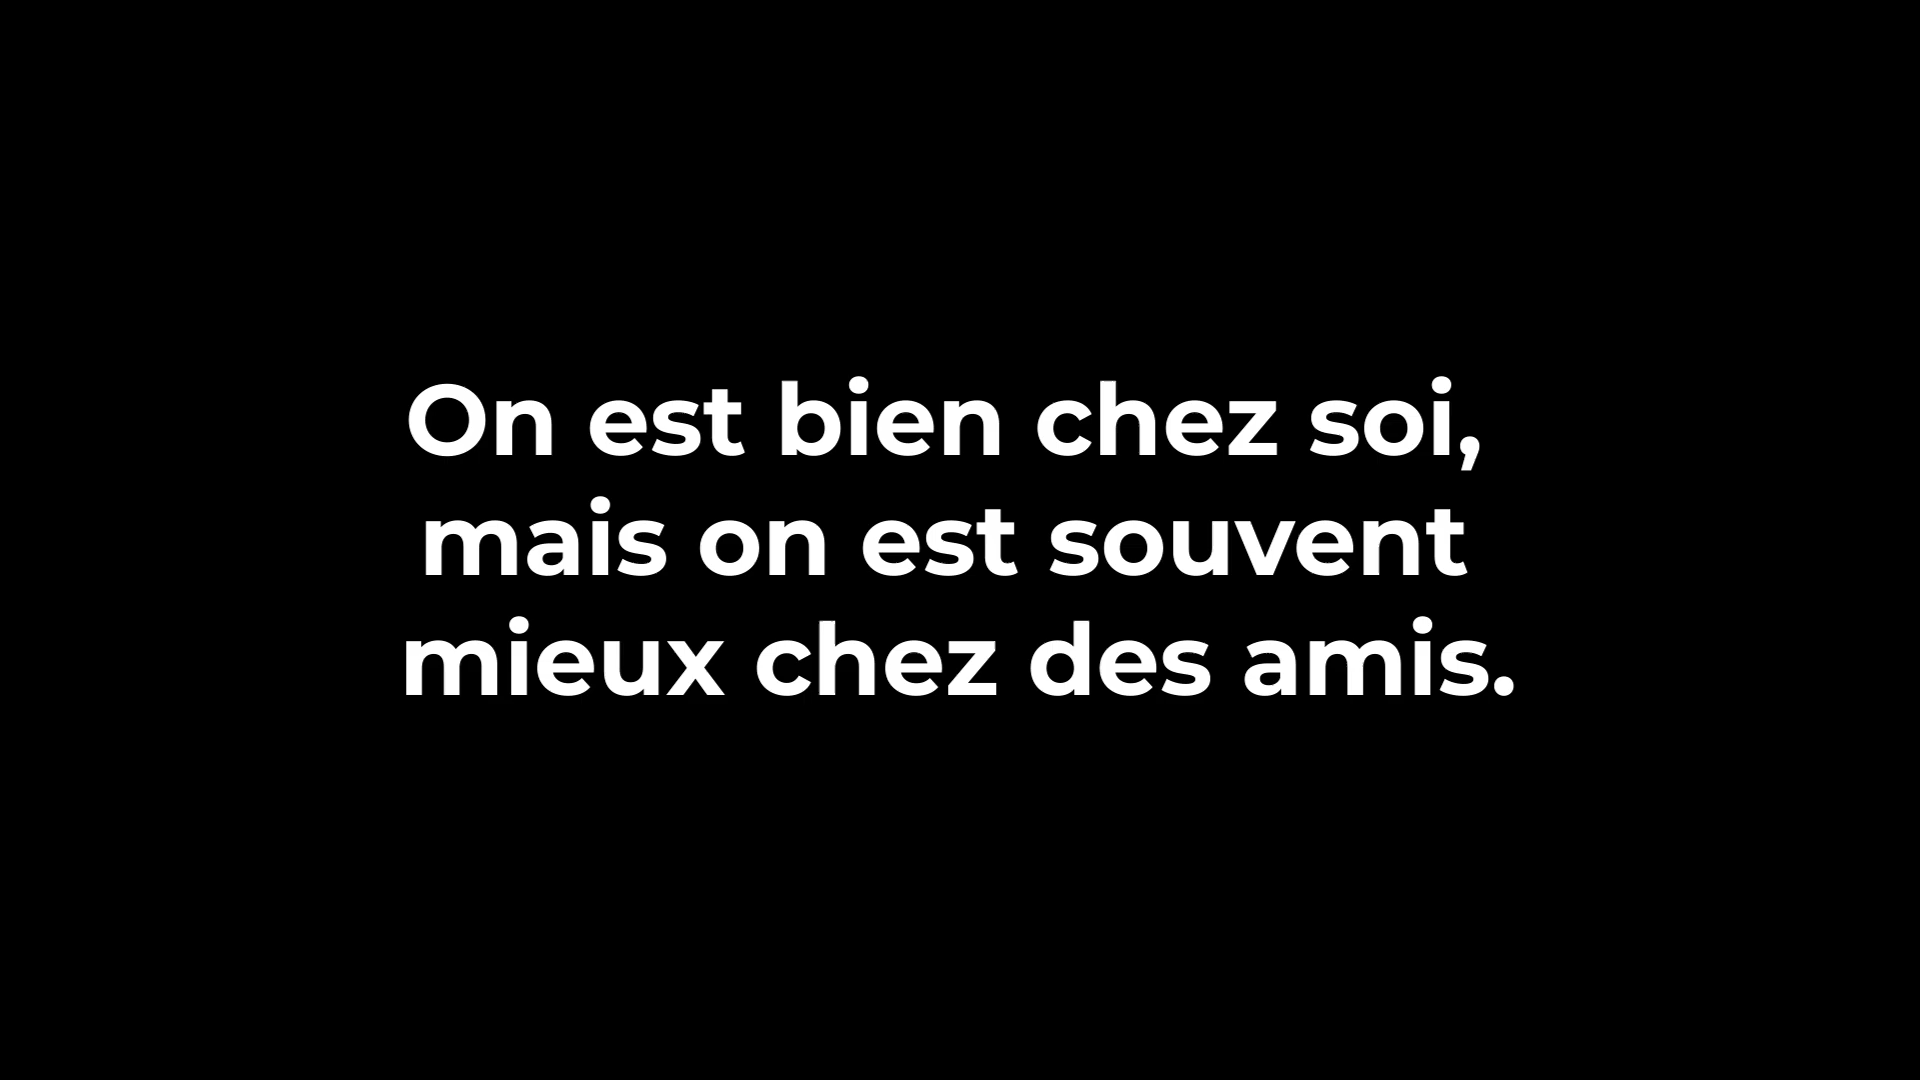 On est bien chez soi,
mais on est souvent
mieux chez des amis.